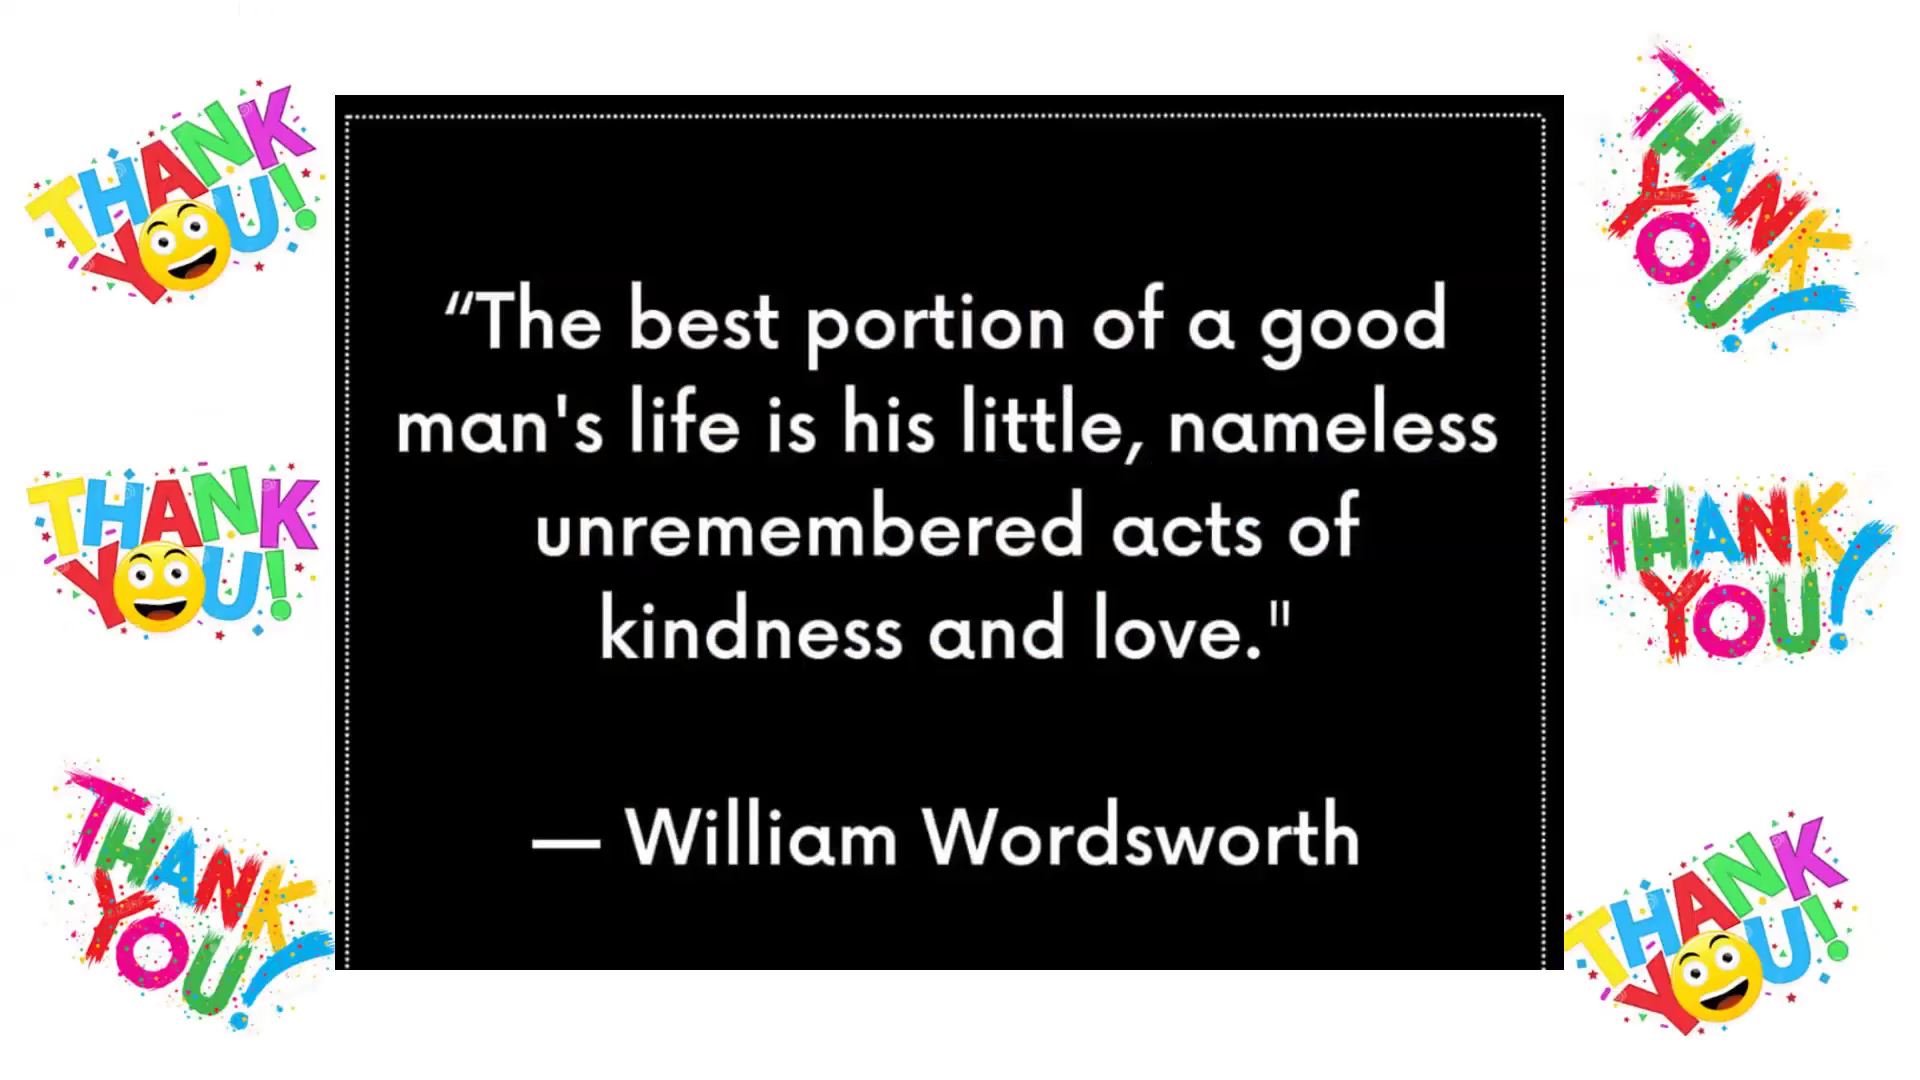 THANK
YOU!
THANK
YOU!
“The best portion of a good
man's life is his little, nameless
unremembered acts of
kindness and love."
— William Wordsworth
THANK
YOU!
THANK
YOU!
THANK
YOU!
THANK
YOU!